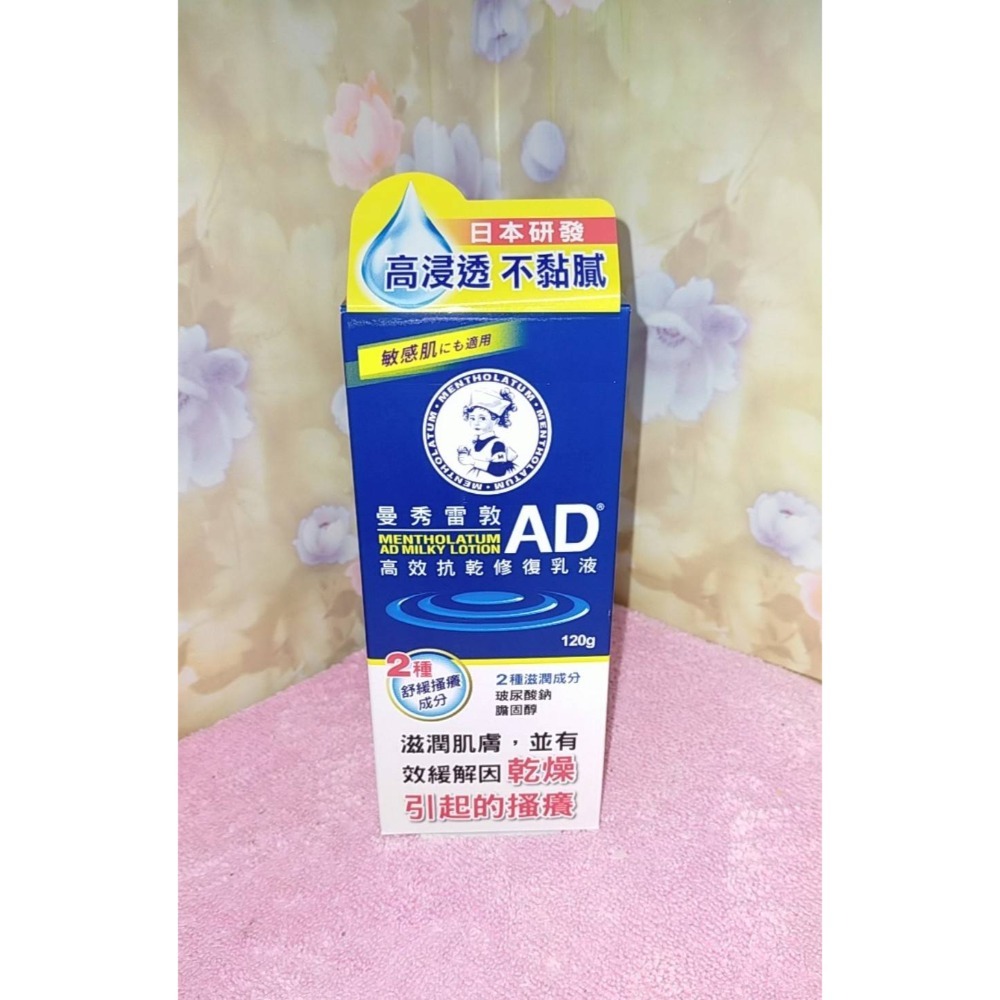 日本研發
高浸透 不黏膩
敏感肌にも適用
MENTHOLATUM · MENTHOLATUM · MENTHOLATUM
曼秀雷敦
MENTHOLATUM
AD MILKY LOTION
AD®
高效抗乾修復乳液
120g
2種
舒緩搔癢
成分
2種滋潤成分
玻尿酸鈉
膽固醇
滋潤肌膚，並有
效緩解因乾燥
引起的搔癢